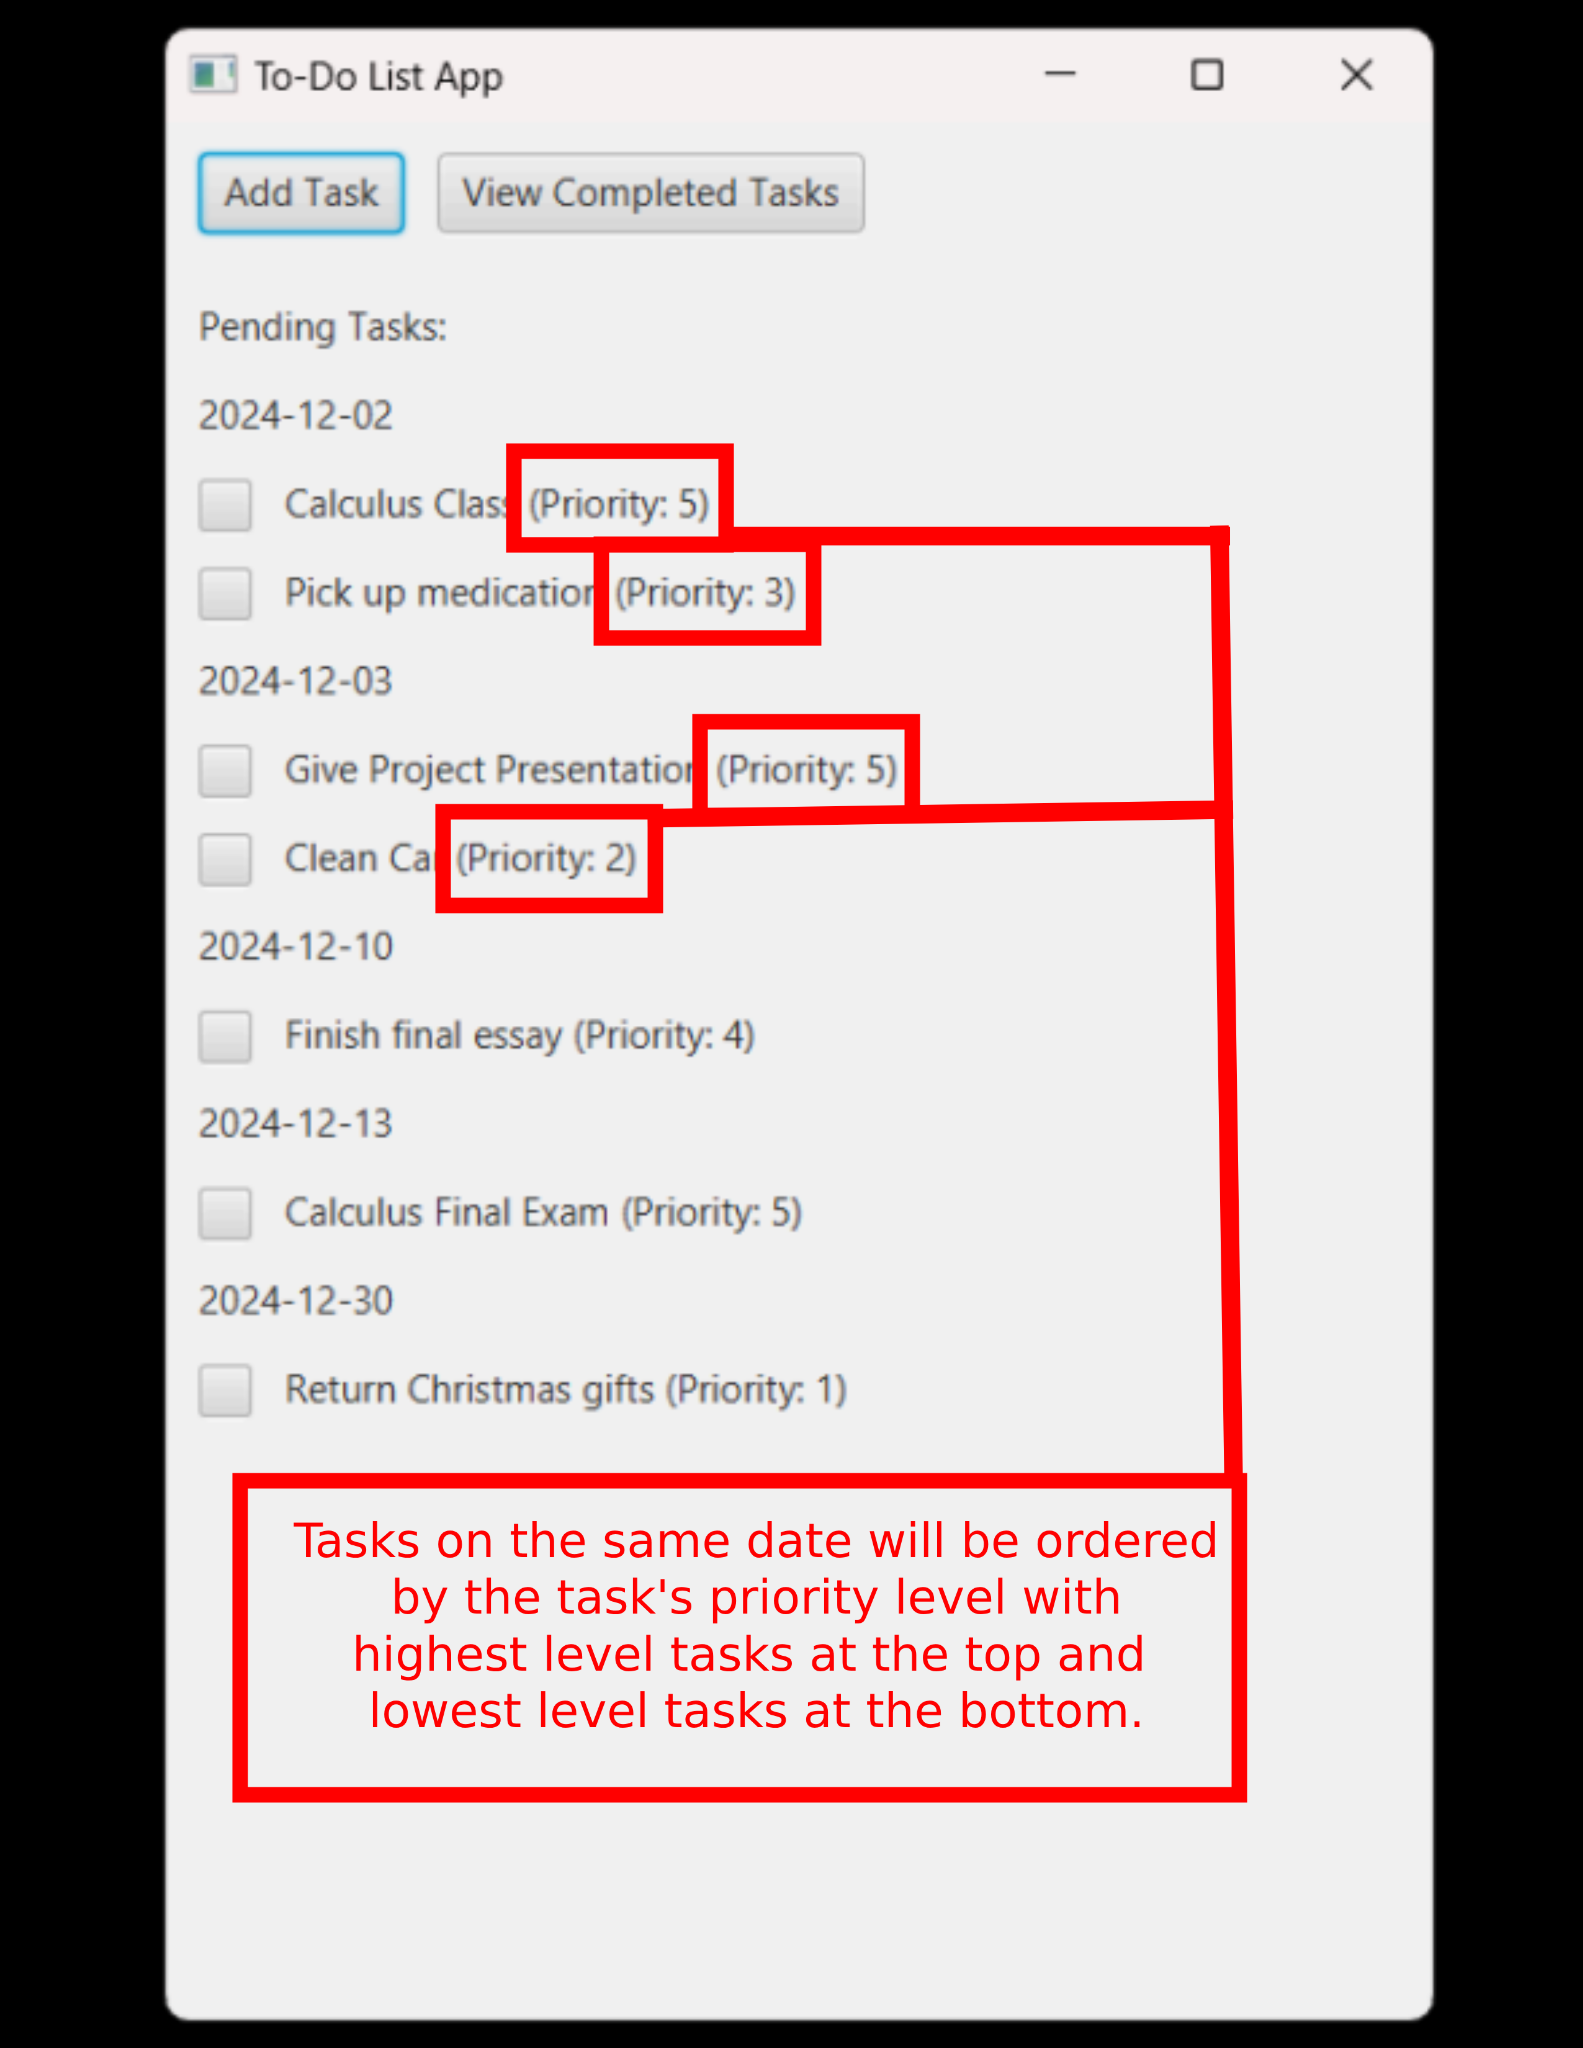 To-Do List App
Add Task View Completed Tasks
Pending Tasks:
2024-12-02
Calculus Class (Priority: 5)
Pick up medication (Priority: 3)
2024-12-03
Give Project Presentation (Priority: 5)
Clean Car (Priority: 2)
2024-12-10
Finish final essay (Priority: 4)
2024-12-13
Calculus Final Exam (Priority: 5)
2024-12-30
Return Christmas gifts (Priority: 1)
Tasks on the same date will be ordered
by the task's priority level with
highest level tasks at the top and
lowest level tasks at the bottom.